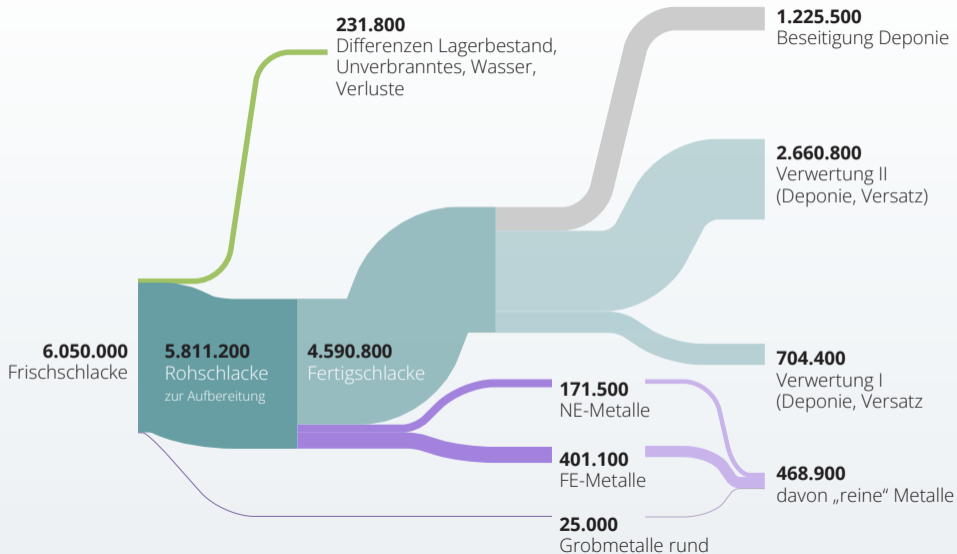 231.800
Differenzen Lagerbestand,
Unverbranntes, Wasser,
Verluste
1.225.500
Beseitigung Deponie
2.660.800
Verwertung II
(Deponie, Versatz)
6.050.000
Frischschlacke
5.811.200
Rohschlacke
zur Aufbereitung
4.590.800
Fertigschlacke
704.400
Verwertung I
(Deponie, Versatz
171.500
NE-Metalle
401.100
FE-Metalle
468.900
davon „reine“ Metalle
25.000
Grobmetalle rund